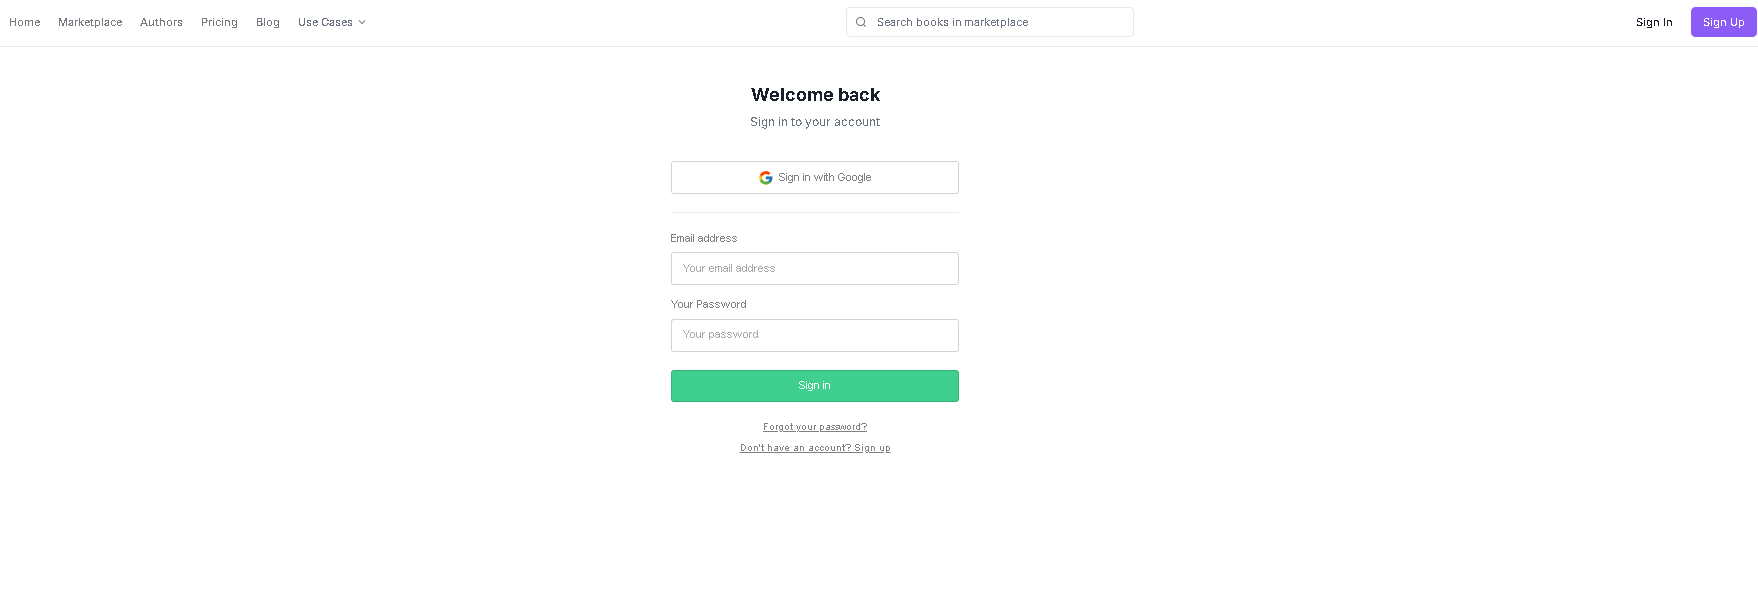 Home Marketplace Authors Pricing Blog Use Cases Search books in marketplace Sign In Sign Up
Welcome back
Sign in to your account
Sign in with Google
Email address
Your email address
Your Password
Your password
Sign in
Forgot your password?
Don't have an account? Sign up